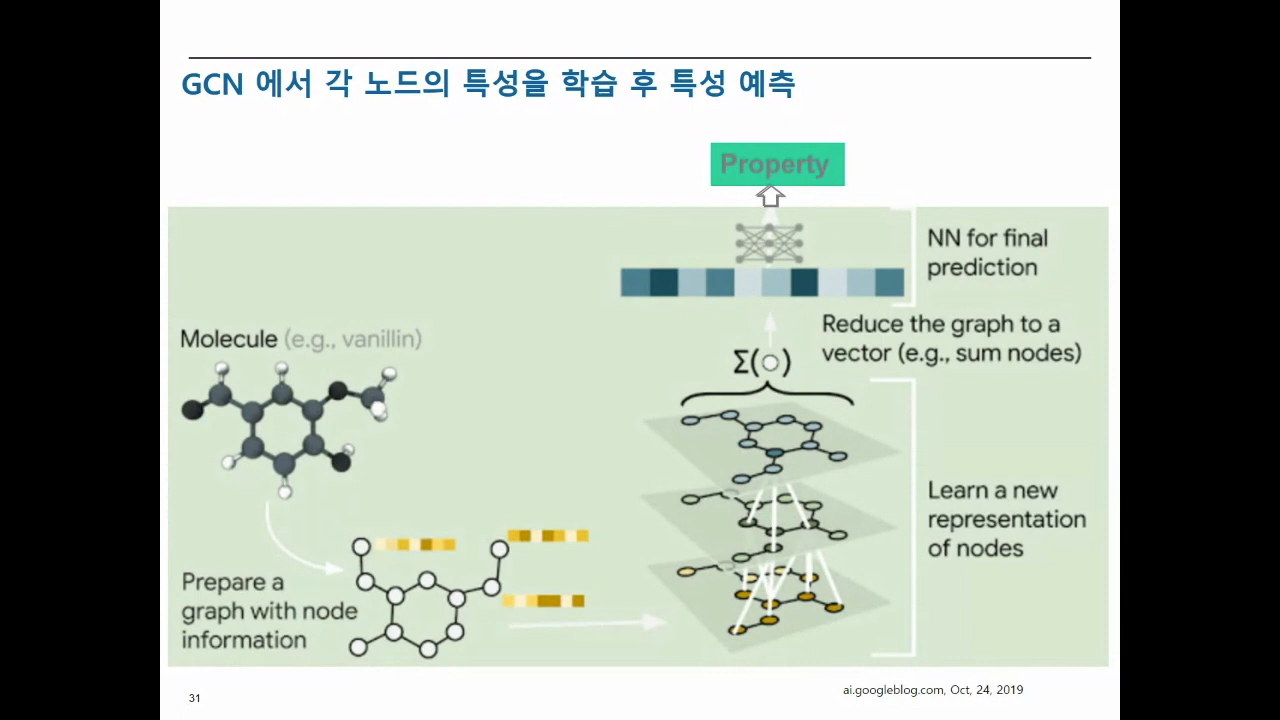 GCN 에서 각 노드의 특성을 학습 후 특성 예측
Property
NN for final
prediction
Reduce the graph to a
vector (e.g., sum nodes)
Σ( )
Molecule (e.g., vanillin)
Learn a new
representation
of nodes
Prepare a
graph with node
information
ai.googleblog.com, Oct, 24, 2019
31